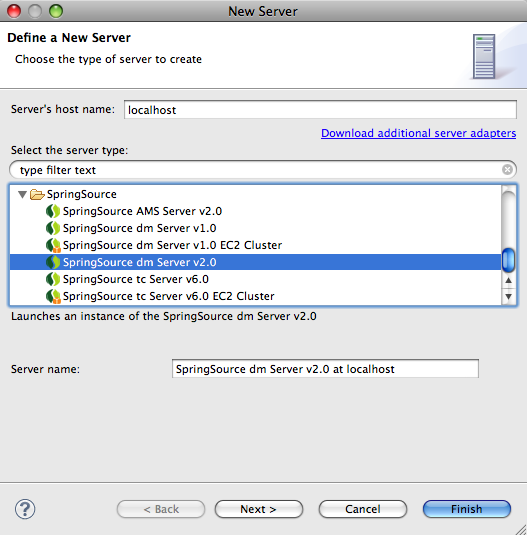 New Server
Define a New Server
Choose the type of server to create
Server's host name: localhost
Download additional server adapters
Select the server type:
type filter text
SpringSource
SpringSource AMS Server v2.0
SpringSource dm Server v1.0
SpringSource dm Server v1.0 EC2 Cluster
SpringSource dm Server v2.0
SpringSource tc Server v6.0
SpringSource tc Server v6.0 EC2 Cluster
Launches an instance of the SpringSource dm Server v2.0
Server name: SpringSource dm Server v2.0 at localhost
? < Back Next > Cancel Finish